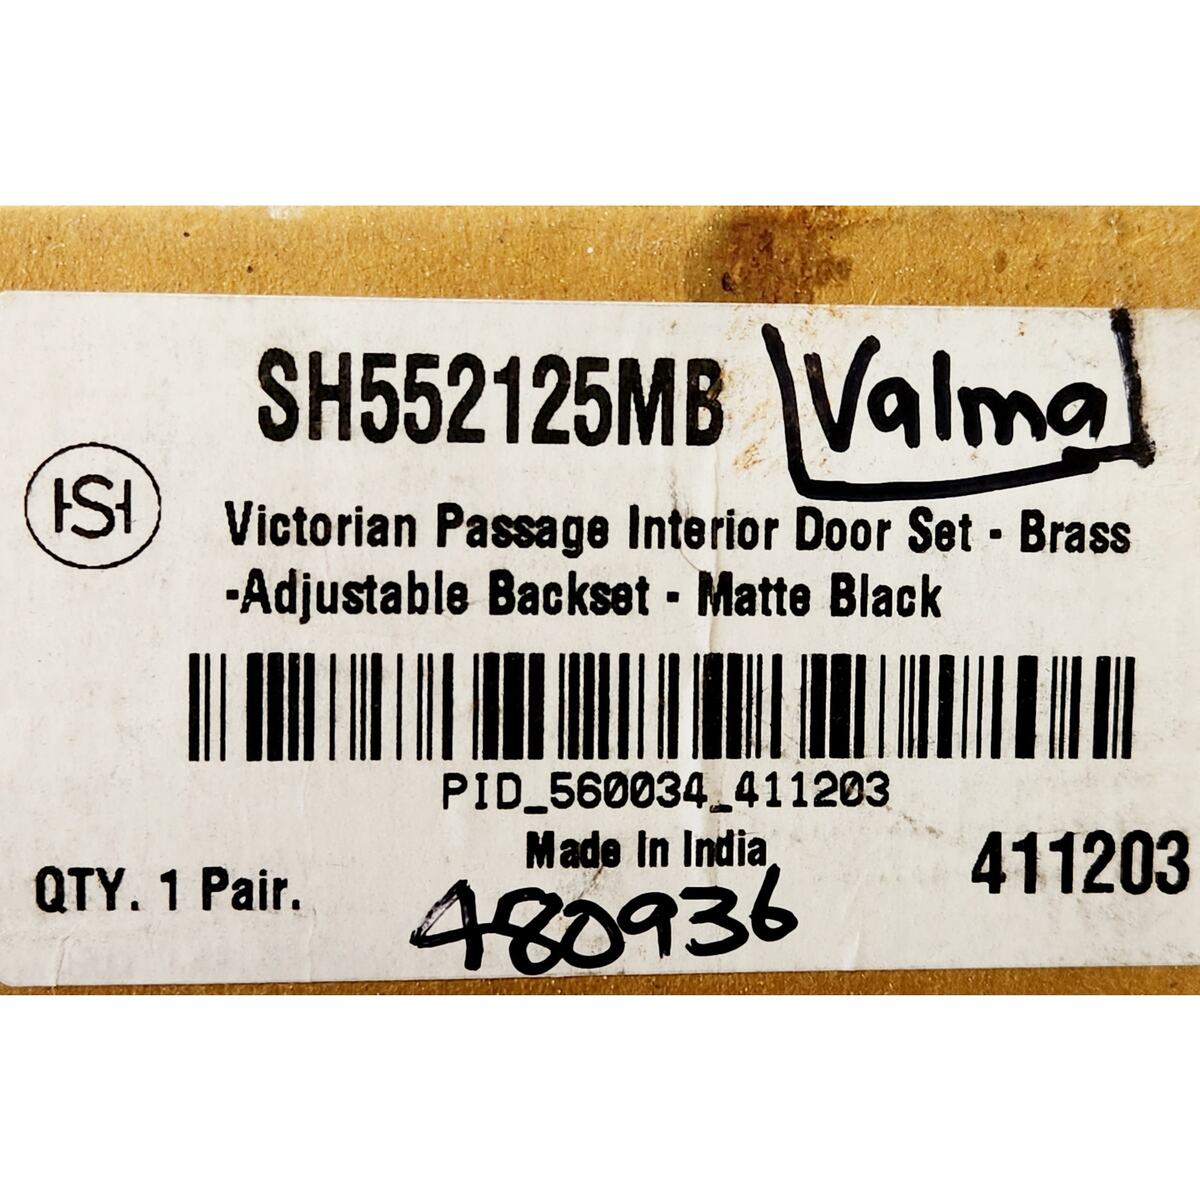 SH552125MB Valma
HSH
Victorian Passage Interior Door Set - Brass
-Adjustable Backset - Matte Black
PID_560034_411203
Made In India
411203
QTY. 1 Pair.
480936